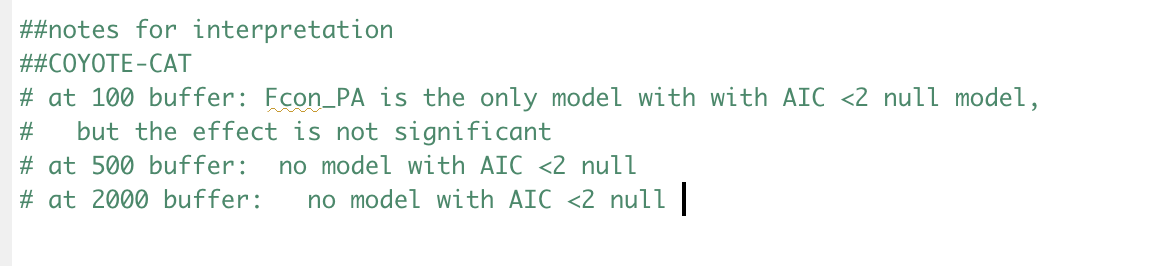 ##notes for interpretation
##COYOTE-CAT
# at 100 buffer: Fcon_PA is the only model with with AIC <2 null model,
#   but the effect is not significant
# at 500 buffer:  no model with AIC <2 null
# at 2000 buffer:   no model with AIC <2 null